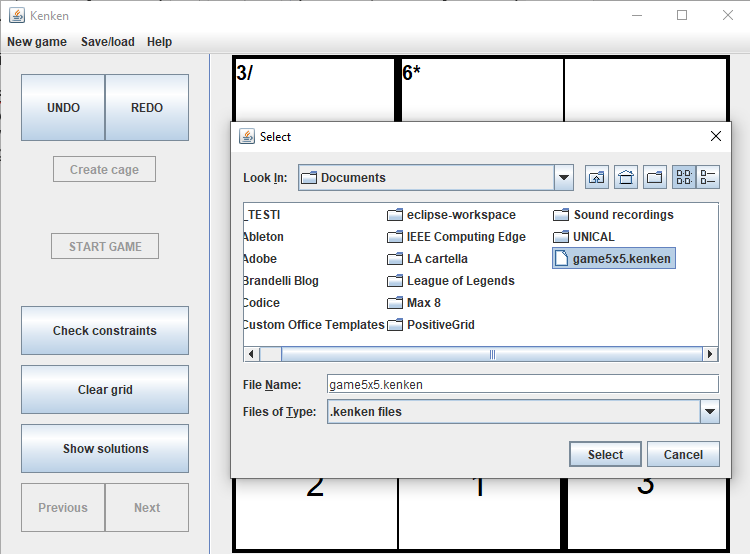 Kenken
New game Save/load Help
3/ 6*
UNDO REDO
Create cage
START GAME
Check constraints
Clear grid
Show solutions
Previous Next
Select
Look In: Documents
_TESTI eclipse-workspace Sound recordings
Ableton IEEE Computing Edge UNICAL
Adobe LA cartella game5x5.kenken
Brandelli Blog League of Legends
Codice Max 8
Custom Office Templates PositiveGrid
File Name: game5x5.kenken
Files of Type: .kenken files
Select Cancel
2 1 3